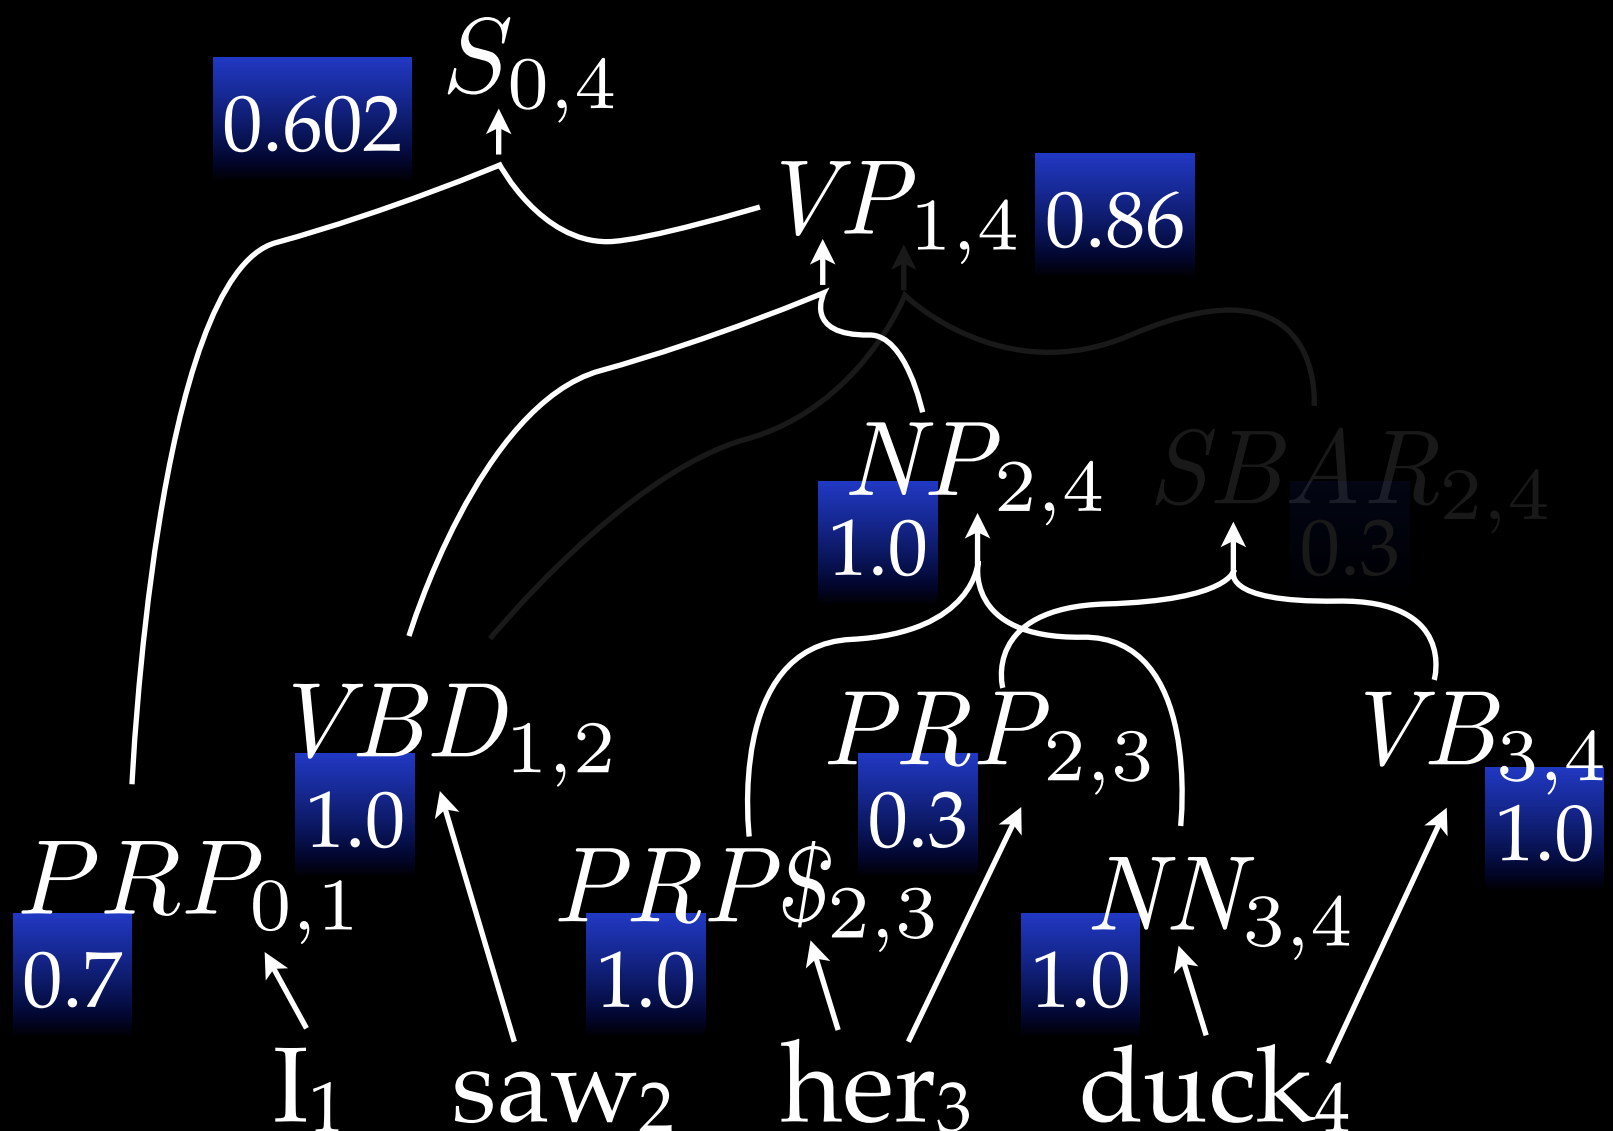 S0,4
0.602
VP1,4 0.86
NP2,4 SBAR2,4
1.0 0.3
VBD1,2 PRP2,3 VB3,4
1.0 0.3 1.0
PRP0,1 PRP$2,3 NN3,4
0.7 1.0 1.0
I1 saw2 her3 duck4